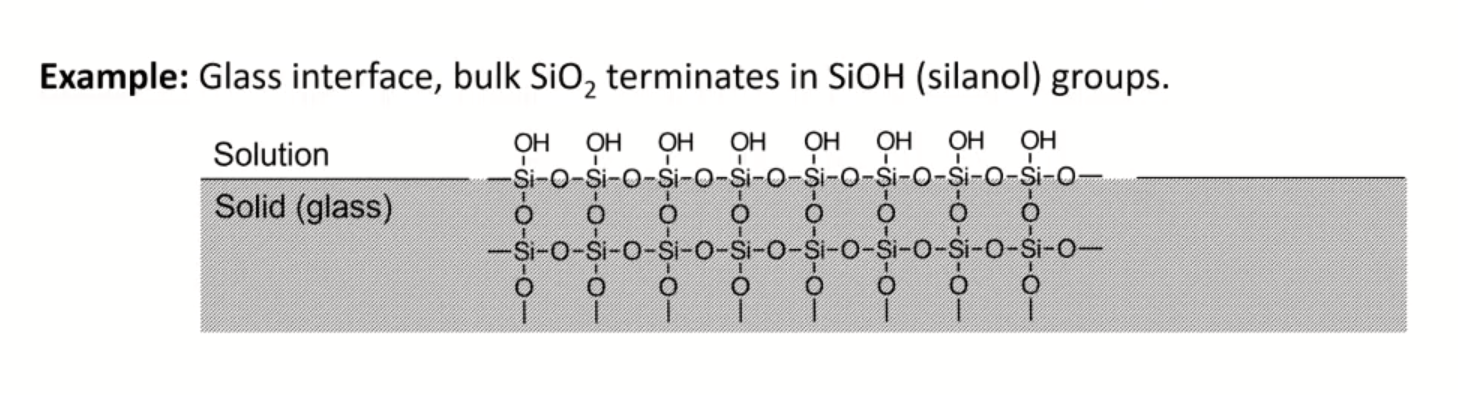 Example: Glass interface, bulk SiO₂ terminates in SiOH (silanol) groups.
Solution
OH OH OH OH OH OH OH OH
—Si-O-Si-O-Si-O-Si-O-Si-O-Si-O-Si-O-Si-O—
Solid (glass)
O O O O O O O O
—Si-O-Si-O-Si-O-Si-O-Si-O-Si-O-Si-O-Si-O—
O O O O O O O O